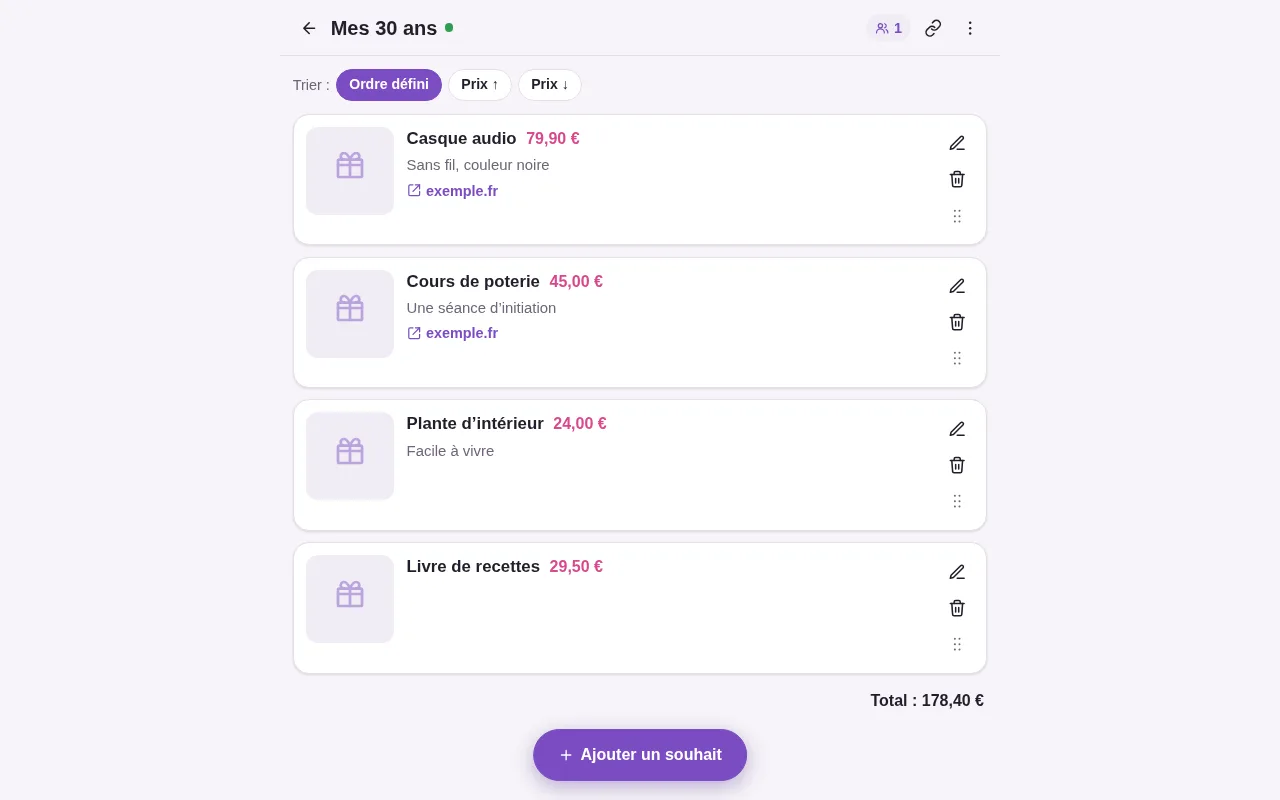 Mes 30 ans
1
Trier : Ordre défini Prix ↑ Prix ↓
Casque audio 79,90 €
Sans fil, couleur noire
exemple.fr
Cours de poterie 45,00 €
Une séance d’initiation
exemple.fr
Plante d’intérieur 24,00 €
Facile à vivre
Livre de recettes 29,50 €
Total : 178,40 €
Ajouter un souhait